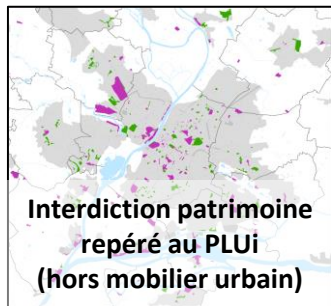 Interdiction patrimoine
repéré au PLUi
(hors mobilier urbain)